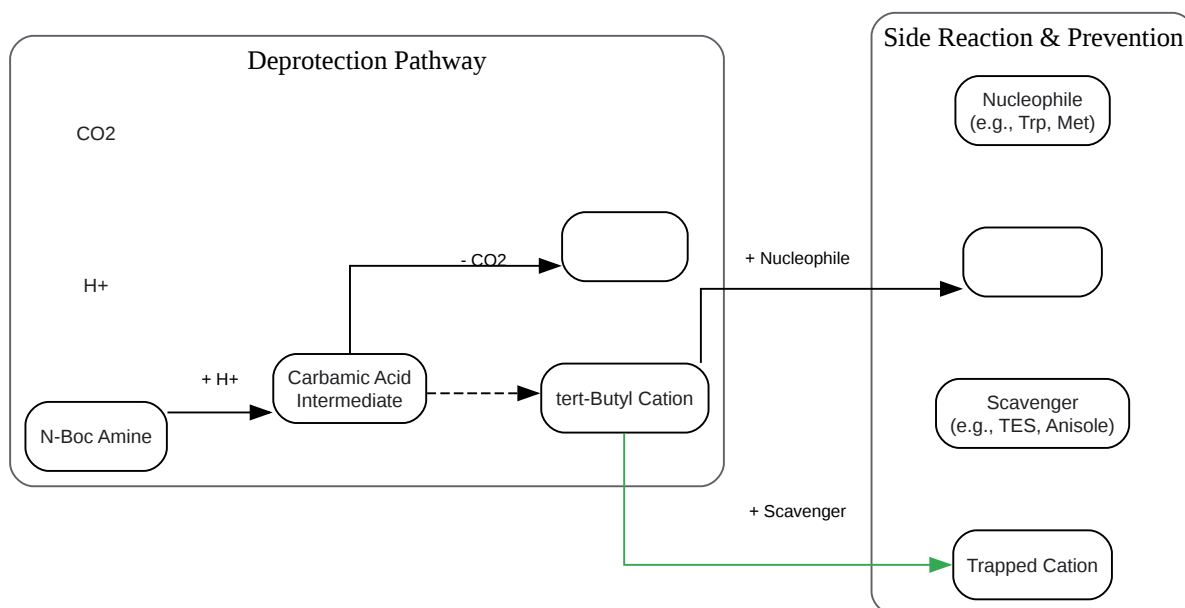 Deprotection Pathway
CO2
H+
- CO2
+ H+
Carbamic Acid
Intermediate
tert-Butyl Cation
N-Boc Amine
+ Nucleophile
+ Scavenger
Side Reaction & Prevention
Nucleophile
(e.g., Trp, Met)
Scavenger
(e.g., TES, Anisole)
Trapped Cation